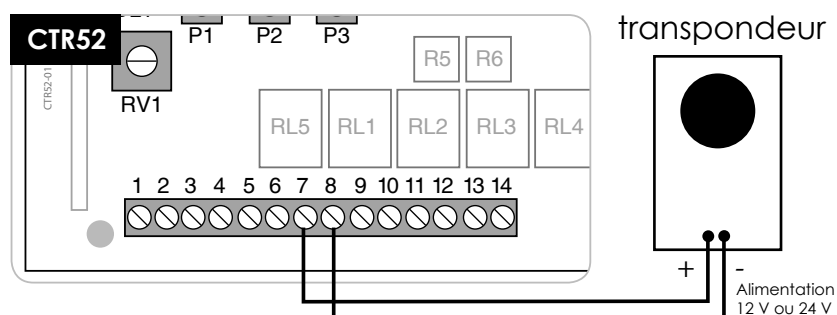 CTR52
P1 P2 P3
transpondeur
CTR52-01
RV1
R5 R6
RL5 RL1 RL2 RL3 RL4
1 2 3 4 5 6 7 8 9 10 11 12 13 14
+ -
Alimentation
12 V ou 24 V